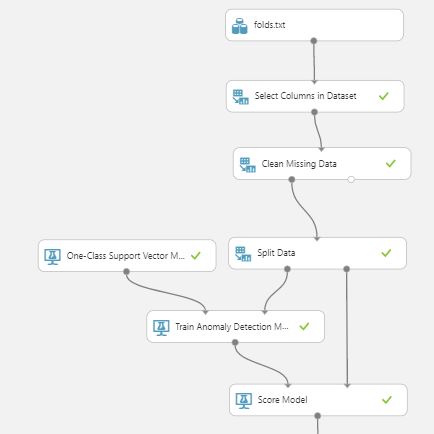 folds.txt
Select Columns in Dataset
Clean Missing Data
Split Data
One-Class Support Vector M...
Train Anomaly Detection M...
Score Model